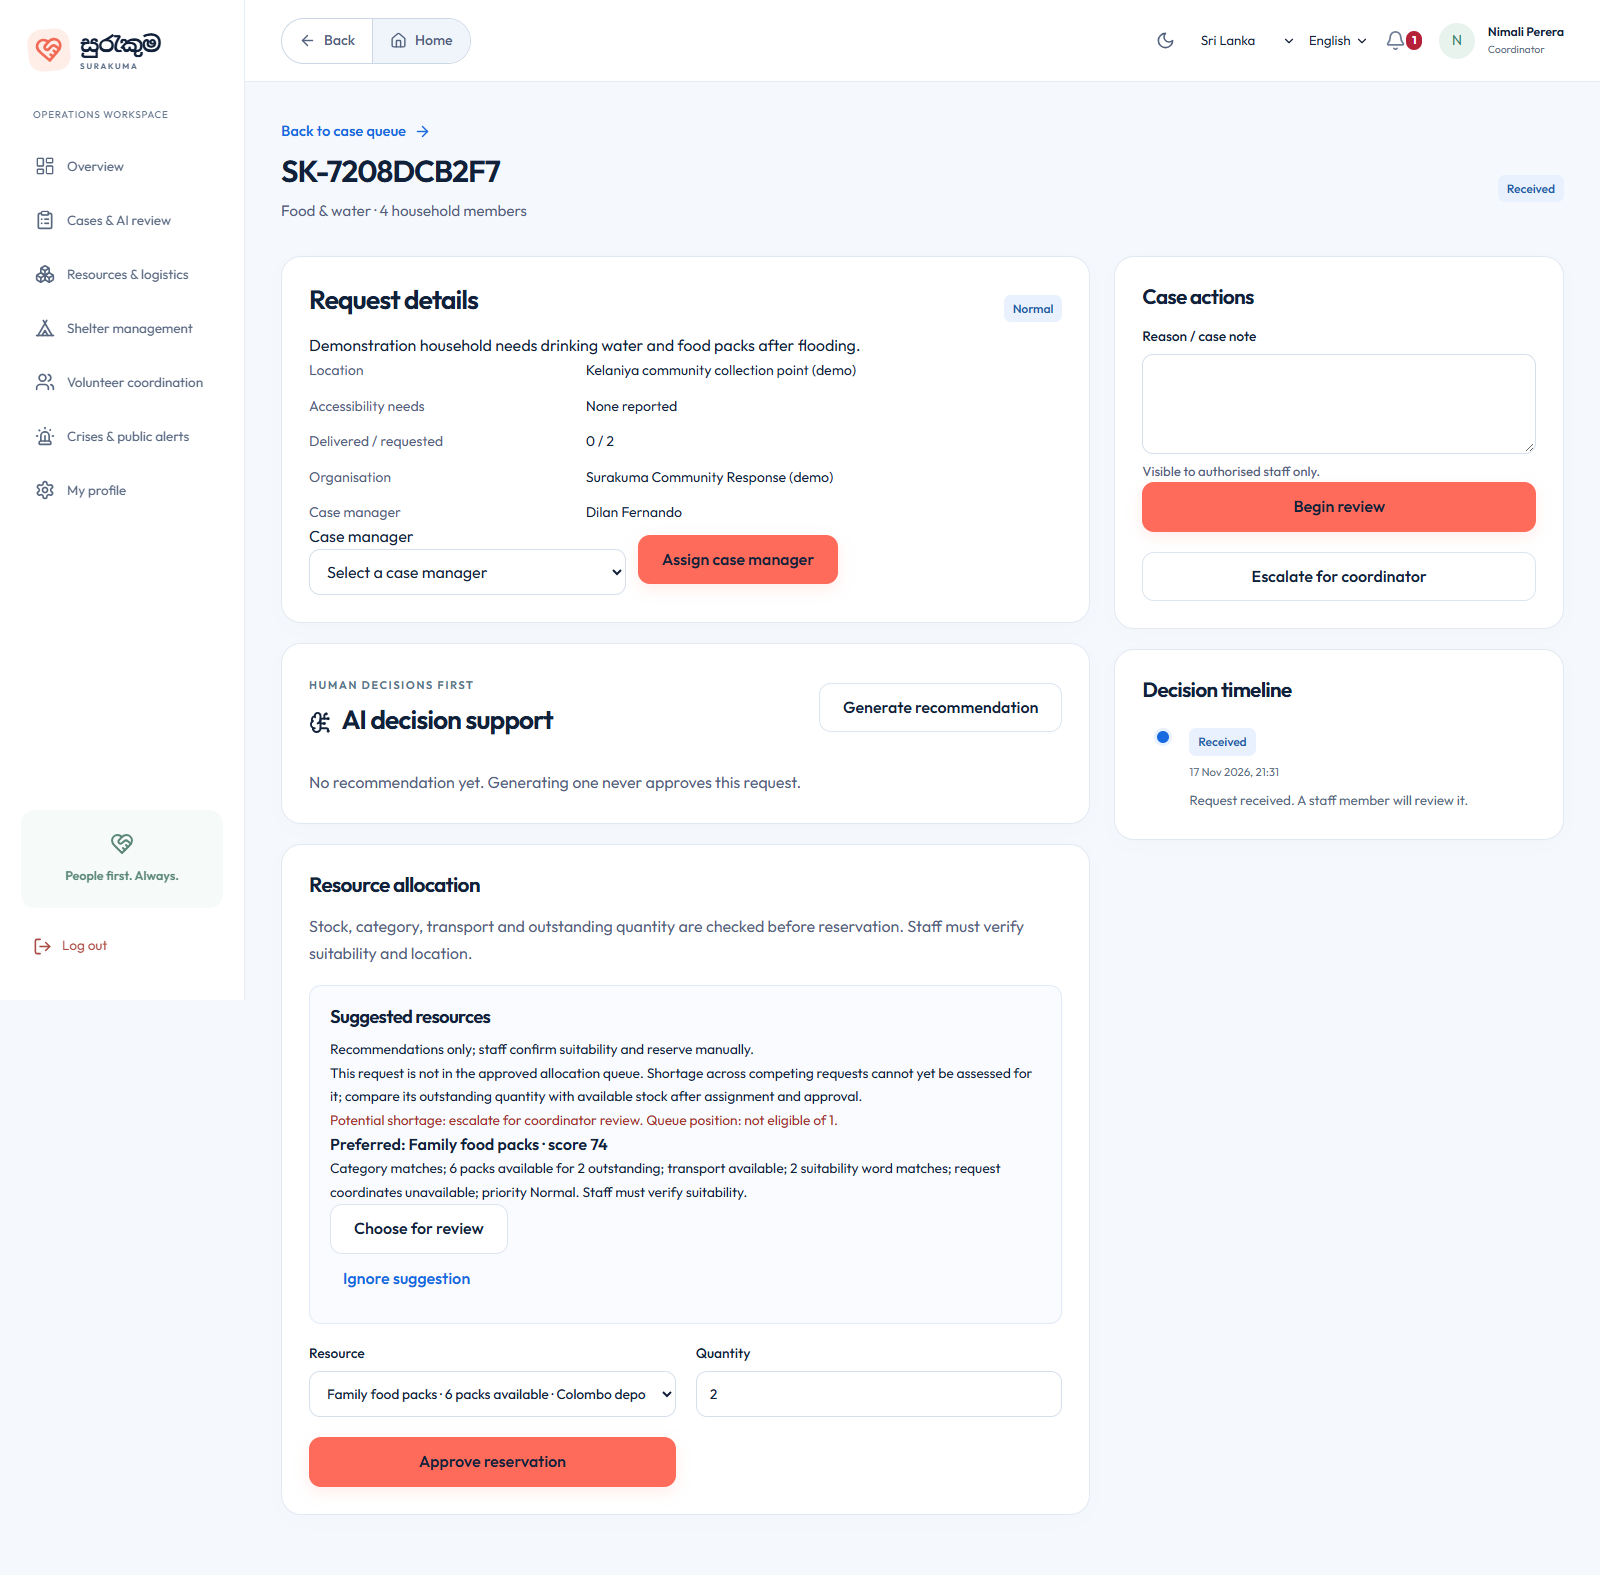 සුරැකුම
SURAKUMA
OPERATIONS WORKSPACE
Overview
Cases & AI review
Resources & logistics
Shelter management
Volunteer coordination
Crises & public alerts
My profile
People first. Always.
Log out
Back
Home
Sri Lanka
English
1
N
Nimali Perera
Coordinator
Back to case queue
SK-7208DCB2F7
Food & water · 4 household members
Received
Request details
Normal
Demonstration household needs drinking water and food packs after flooding.
Location
Kelaniya community collection point (demo)
Accessibility needs
None reported
Delivered / requested
0 / 2
Organisation
Surakuma Community Response (demo)
Case manager
Dilan Fernando
Case manager
Select a case manager
Assign case manager
HUMAN DECISIONS FIRST
AI decision support
Generate recommendation
No recommendation yet. Generating one never approves this request.
Resource allocation
Stock, category, transport and outstanding quantity are checked before reservation. Staff must verify
suitability and location.
Suggested resources
Recommendations only; staff confirm suitability and reserve manually.
This request is not in the approved allocation queue. Shortage across competing requests cannot yet be assessed for
it; compare its outstanding quantity with available stock after assignment and approval.
Potential shortage: escalate for coordinator review. Queue position: not eligible of 1.
Preferred: Family food packs · score 74
Category matches; 6 packs available for 2 outstanding; transport available; 2 suitability word matches; request
coordinates unavailable; priority Normal. Staff must verify suitability.
Choose for review
Ignore suggestion
Resource
Family food packs · 6 packs available · Colombo depo
Quantity
2
Approve reservation
Case actions
Reason / case note
Visible to authorised staff only.
Begin review
Escalate for coordinator
Decision timeline
Received
17 Nov 2026, 21:31
Request received. A staff member will review it.